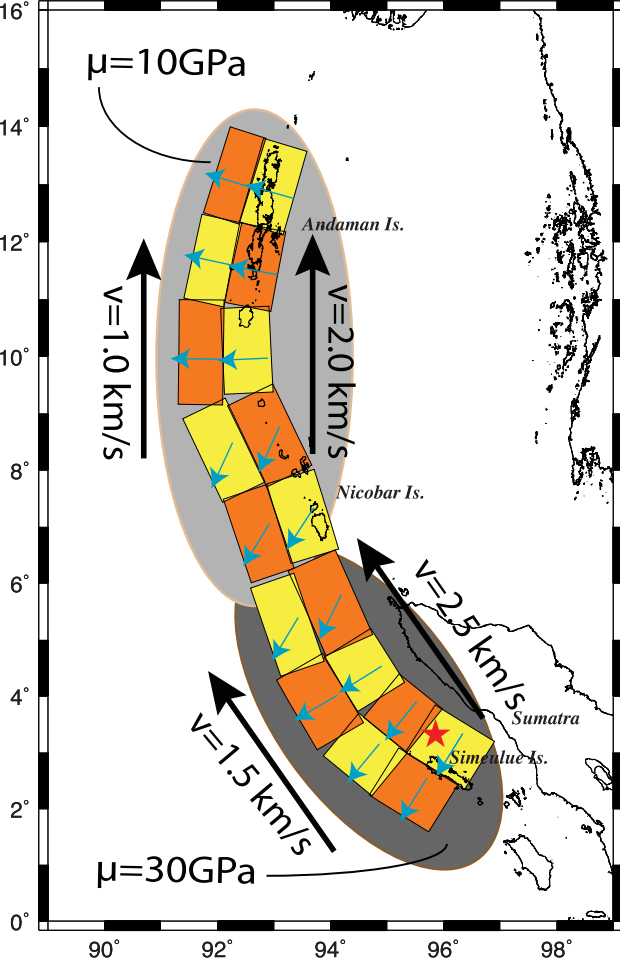 16°
μ=10GPa
14°
Andaman Is.
12°
v=1.0 km/s
v=2.0 km/s
10°
8°
Nicobar Is.
6°
v=2.5 km/s
4°
Sumatra
v=1.5 km/s
Simeulue Is.
2°
μ=30GPa
0°
90° 92° 94° 96° 98°